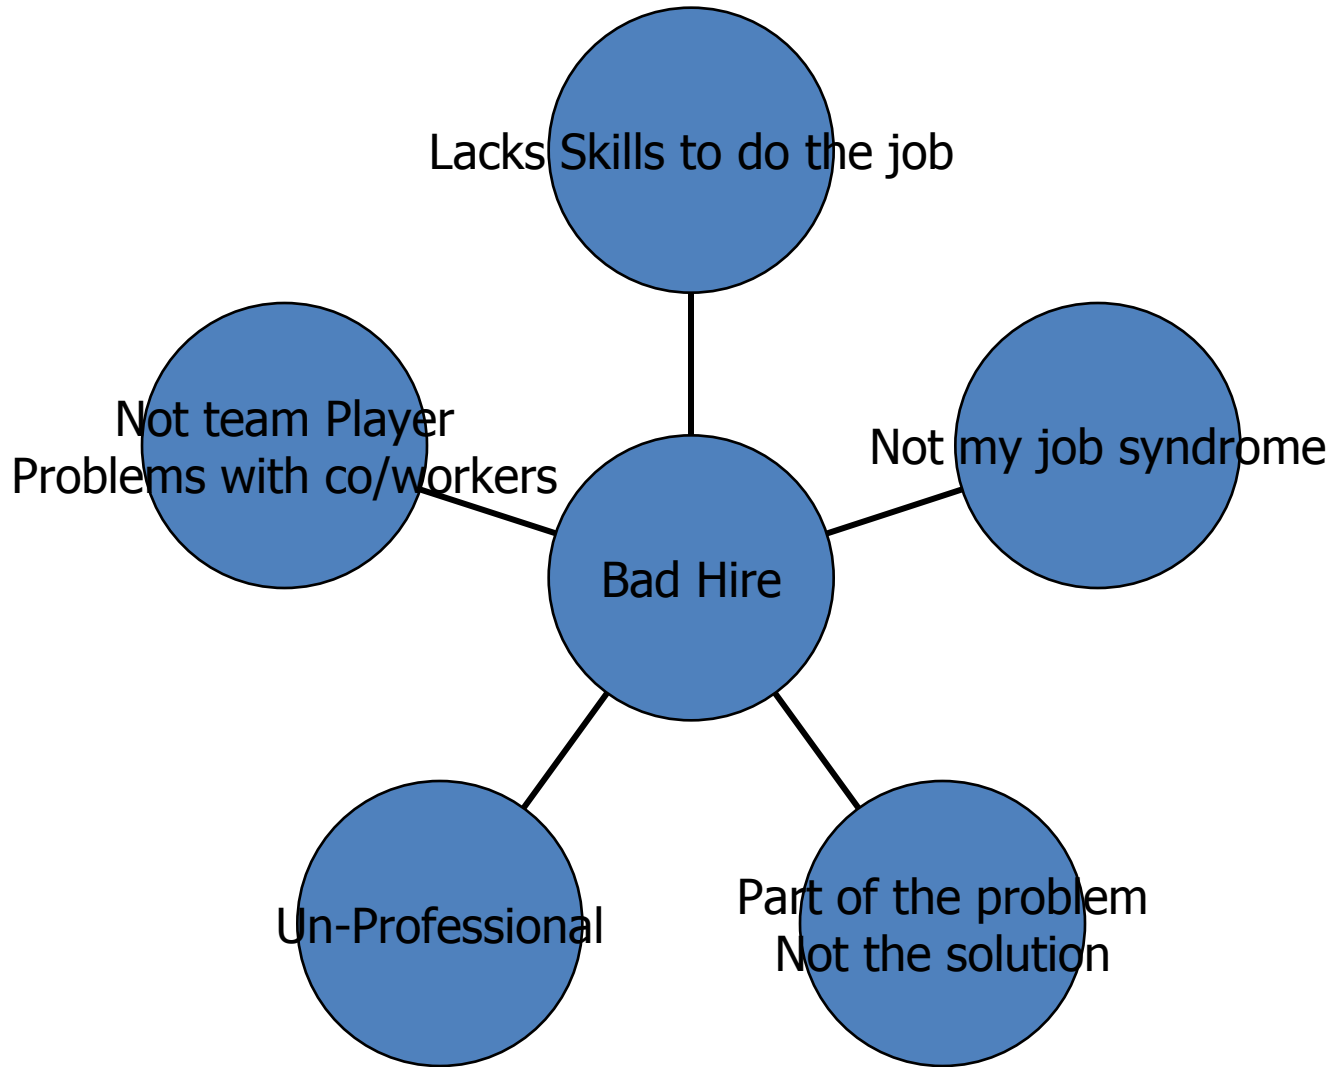 Lacks Skills to do the job
Not team Player
Problems with co/workers
Not my job syndrome
Bad Hire
Un-Professional
Part of the problem
Not the solution